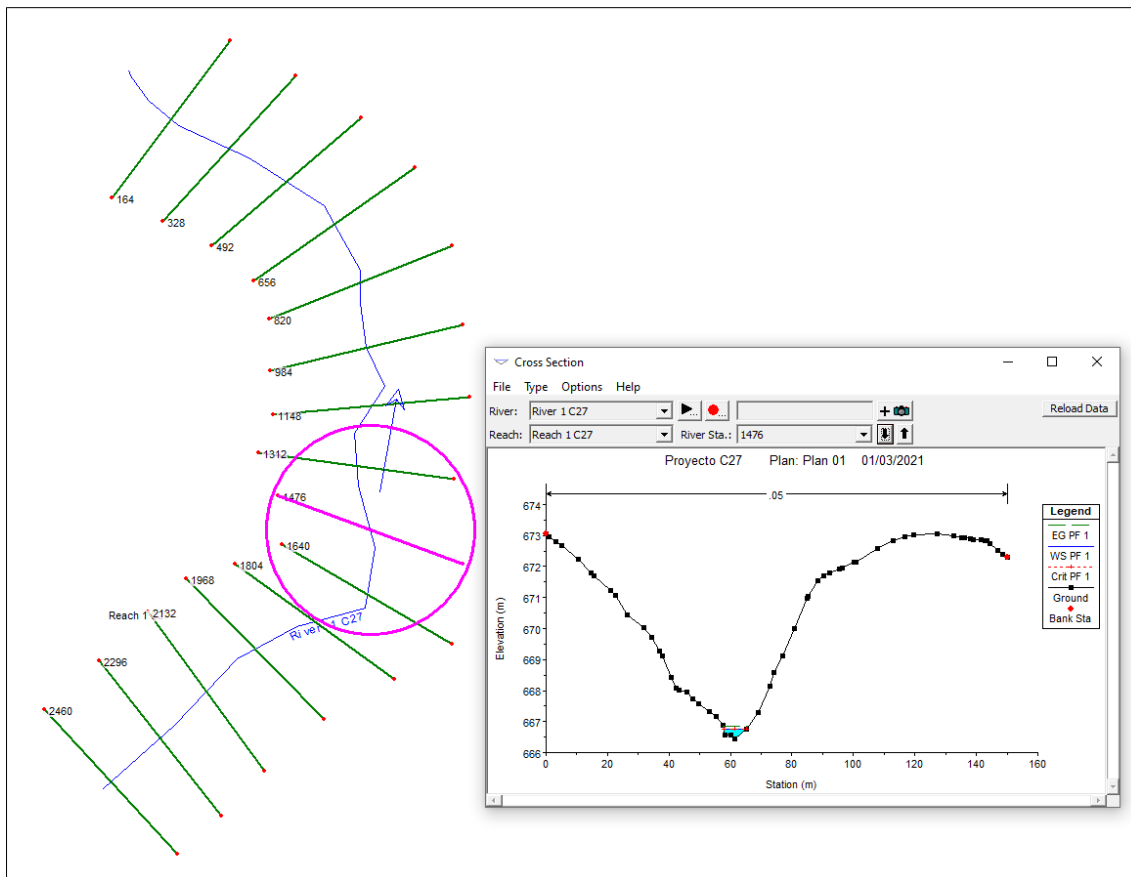 164
328
492
656
820
984
1148
1312
1476
1640
1804
1968
Reach 1 2132
2296
2460
River 1 C27
Cross Section
File Type Options Help
River: River 1 C27
Reload Data
Reach: Reach 1 C27 River Sta.: 1476
Proyecto C27 Plan: Plan 01 01/03/2021
.05
Legend
EG PF 1
WS PF 1
Crit PF 1
Ground
Bank Sta
Elevation (m)
674
673
672
671
670
669
668
667
666
0 20 40 60 80 100 120 140 160
Station (m)